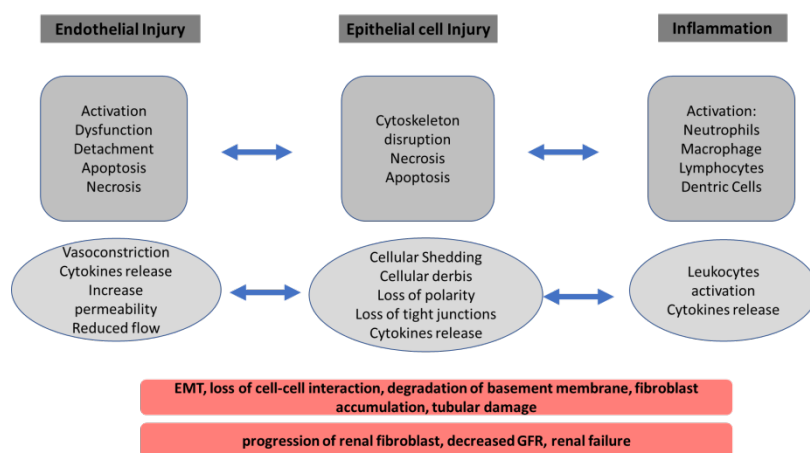 Endothelial Injury
Epithelial cell Injury
Inflammation
Activation
Dysfunction
Detachment
Apoptosis
Necrosis
Cytoskeleton
disruption
Necrosis
Apoptosis
Activation:
Neutrophils
Macrophage
Lymphocytes
Dentric Cells
Vasoconstriction
Cytokines release
Increase
permeability
Reduced flow
Cellular Shedding
Cellular derbis
Loss of polarity
Loss of tight junctions
Cytokines release
Leukocytes
activation
Cytokines release
EMT, loss of cell-cell interaction, degradation of basement membrane, fibroblast
accumulation, tubular damage
progression of renal fibroblast, decreased GFR, renal failure